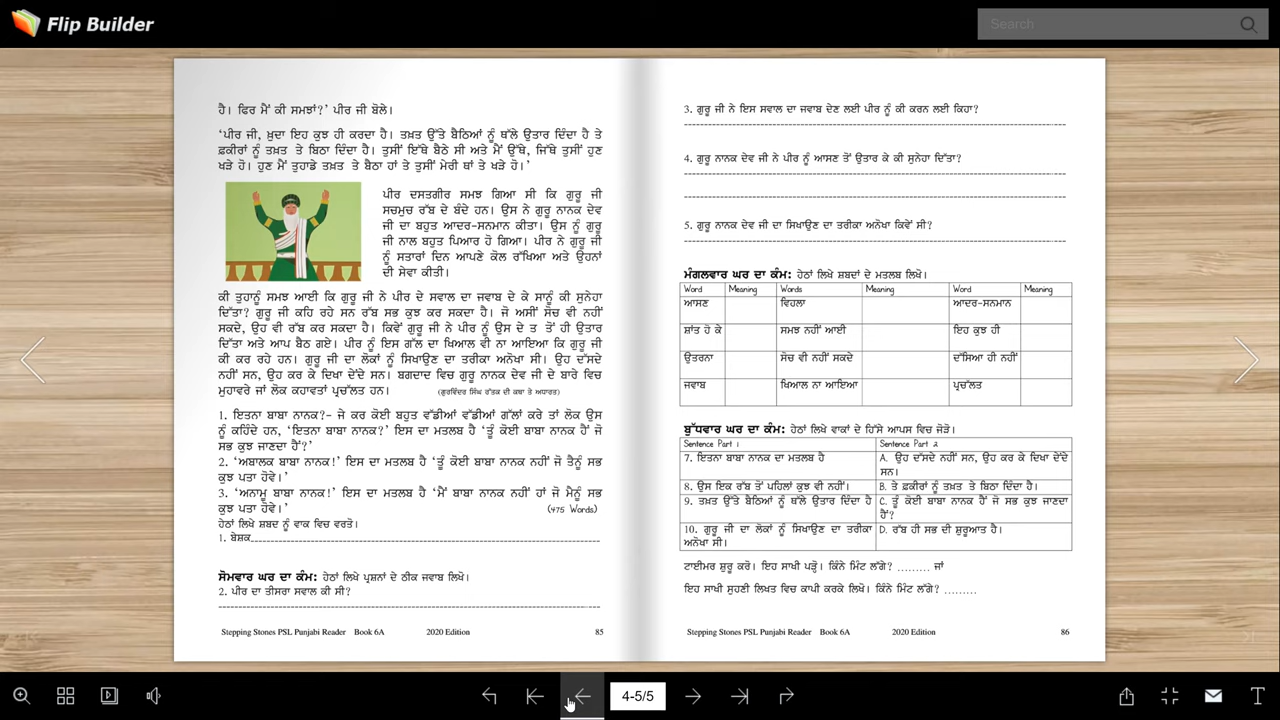 Flip Builder
Search
ਹੈ। ਫਿਰ ਮੈਂ ਕੀ ਸਮਝਾਂ?’ ਪੀਰ ਜੀ ਬੋਲੇ।
‘ਪੀਰ ਜੀ, ਖ਼ੁਦਾ ਇਹ ਕੁਝ ਹੀ ਕਰਦਾ ਹੈ। ਤਖ਼ਤ ਉੱਤੇ ਬੈਠਿਆਂ ਨੂੰ ਥੱਲੇ ਉਤਾਰ ਦਿੰਦਾ ਹੈ ਤੇ
ਫ਼ਕੀਰਾਂ ਨੂੰ ਤਖ਼ਤ ਤੇ ਬਿਠਾ ਦਿੰਦਾ ਹੈ। ਤੁਸੀਂ ਇੱਥੇ ਬੈਠੇ ਸੀ ਅਤੇ ਮੈਂ ਉੱਥੇ, ਜਿੱਥੇ ਤੁਸੀਂ ਹੁਣ
ਖੜੇ ਹੋ। ਹੁਣ ਮੈਂ ਤੁਹਾਡੇ ਤਖ਼ਤ ਤੇ ਬੈਠਾ ਹਾਂ ਤੇ ਤੁਸੀਂ ਮੇਰੀ ਥਾਂ ਤੇ ਖੜੇ ਹੋ।’
ਪੀਰ ਦਸਤਗੀਰ ਸਮਝ ਗਿਆ ਸੀ ਕਿ ਗੁਰੂ ਜੀ
ਸਚਮੁਚ ਰੱਬ ਦੇ ਬੰਦੇ ਹਨ। ਉਸ ਨੇ ਗੁਰੂ ਨਾਨਕ ਦੇਵ
ਜੀ ਦਾ ਬਹੁਤ ਆਦਰ-ਸਨਮਾਨ ਕੀਤਾ। ਉਸ ਨੂੰ ਗੁਰੂ
ਜੀ ਨਾਲ ਬਹੁਤ ਪਿਆਰ ਹੋ ਗਿਆ। ਪੀਰ ਨੇ ਗੁਰੂ ਜੀ
ਨੂੰ ਸਤਾਰਾਂ ਦਿਨ ਆਪਣੇ ਕੋਲ ਰੱਖਿਆ ਅਤੇ ਉਹਨਾਂ
ਦੀ ਸੇਵਾ ਕੀਤੀ।
ਕੀ ਤੁਹਾਨੂੰ ਸਮਝ ਆਈ ਕਿ ਗੁਰੂ ਜੀ ਨੇ ਪੀਰ ਦੇ ਸਵਾਲ ਦਾ ਜਵਾਬ ਦੇ ਕੇ ਸਾਨੂੰ ਕੀ ਸੁਨੇਹਾ
ਦਿੱਤਾ? ਗੁਰੂ ਜੀ ਕਹਿ ਰਹੇ ਸਨ ਰੱਬ ਸਭ ਕੁਝ ਕਰ ਸਕਦਾ ਹੈ। ਜੋ ਅਸੀਂ ਸੋਚ ਵੀ ਨਹੀਂ
ਸਕਦੇ, ਉਹ ਵੀ ਰੱਬ ਕਰ ਸਕਦਾ ਹੈ। ਕਿਵੇਂ ਗੁਰੂ ਜੀ ਨੇ ਪੀਰ ਨੂੰ ਉਸ ਦੇ ਤ ਤੋਂ ਹੀ ਉਤਾਰ
ਦਿੱਤਾ ਅਤੇ ਆਪ ਬੈਠ ਗਏ। ਪੀਰ ਨੂੰ ਇਸ ਗੱਲ ਦਾ ਖਿਆਲ ਵੀ ਨਾ ਆਇਆ ਕਿ ਗੁਰੂ ਜੀ
ਕੀ ਕਰ ਰਹੇ ਹਨ। ਗੁਰੂ ਜੀ ਦਾ ਲੋਕਾਂ ਨੂੰ ਸਿਖਾਉਣ ਦਾ ਤਰੀਕਾ ਅਨੋਖਾ ਸੀ। ਉਹ ਦੱਸਦੇ
ਨਹੀਂ ਸਨ, ਉਹ ਕਰ ਕੇ ਦਿਖਾ ਦੇਂਦੇ ਸਨ। ਬਗਦਾਦ ਵਿਚ ਗੁਰੂ ਨਾਨਕ ਦੇਵ ਜੀ ਦੇ ਬਾਰੇ ਵਿਚ
ਮੁਹਾਵਰੇ ਜਾਂ ਲੋਕ ਕਹਾਵਤਾਂ ਪ੍ਰਚੱਲਤ ਹਨ। (ਗੁਰਵਿੰਦਰ ਸਿੰਘ ਰੱਤਕ ਦੀ ਕਥਾ ਤੇ ਅਧਾਰਤ)
1. ਇਤਨਾ ਬਾਬਾ ਨਾਨਕ?- ਜੇ ਕਰ ਕੋਈ ਬਹੁਤ ਵੱਡੀਆਂ ਵੱਡੀਆਂ ਗੱਲਾਂ ਕਰੇ ਤਾਂ ਲੋਕ ਉਸ
ਨੂੰ ਕਹਿੰਦੇ ਹਨ, ‘ਇਤਨਾ ਬਾਬਾ ਨਾਨਕ?’ ਇਸ ਦਾ ਮਤਲਬ ਹੈ ‘ਤੂੰ ਕੋਈ ਬਾਬਾ ਨਾਨਕ ਹੈਂ ਜੋ
ਸਭ ਕੁਝ ਜਾਣਦਾ ਹੈਂ?’
2. ‘ਅਬਾਲਕ ਬਾਬਾ ਨਾਨਕ!’ ਇਸ ਦਾ ਮਤਲਬ ਹੈ ‘ਤੂੰ ਕੋਈ ਬਾਬਾ ਨਾਨਕ ਨਹੀਂ ਜੋ ਤੈਨੂੰ ਸਭ
ਕੁਝ ਪਤਾ ਹੋਵੇ।’
3. ‘ਅਨਾਮੂ ਬਾਬਾ ਨਾਨਕ!’ ਇਸ ਦਾ ਮਤਲਬ ਹੈ ‘ਮੈਂ ਬਾਬਾ ਨਾਨਕ ਨਹੀਂ ਹਾਂ ਜੋ ਮੈਨੂੰ ਸਭ
ਕੁਝ ਪਤਾ ਹੋਵੇ।’ (475 Words)
ਹੇਠਾਂ ਲਿਖੇ ਸ਼ਬਦ ਨੂੰ ਵਾਕ ਵਿਚ ਵਰਤੋ।
1. ਬੇਸ਼ਕ
ਸੋਮਵਾਰ ਘਰ ਦਾ ਕੰਮ: ਹੇਠਾਂ ਲਿਖੇ ਪ੍ਰਸ਼ਨਾਂ ਦੇ ਠੀਕ ਜਵਾਬ ਲਿਖੋ।
2. ਪੀਰ ਦਾ ਤੀਸਰਾ ਸਵਾਲ ਕੀ ਸੀ?
Stepping Stones PSL Punjabi Reader Book 6A 2020 Edition 85
3. ਗੁਰੂ ਜੀ ਨੇ ਇਸ ਸਵਾਲ ਦਾ ਜਵਾਬ ਦੇਣ ਲਈ ਪੀਰ ਨੂੰ ਕੀ ਕਰਨ ਲਈ ਕਿਹਾ?
4. ਗੁਰੂ ਨਾਨਕ ਦੇਵ ਜੀ ਨੇ ਪੀਰ ਨੂੰ ਆਸਣ ਤੋਂ ਉਤਾਰ ਕੇ ਕੀ ਸੁਨੇਹਾ ਦਿੱਤਾ?
5. ਗੁਰੂ ਨਾਨਕ ਦੇਵ ਜੀ ਦਾ ਸਿਖਾਉਣ ਦਾ ਤਰੀਕਾ ਅਨੋਖਾ ਕਿਵੇਂ ਸੀ?
ਮੰਗਲਵਾਰ ਘਰ ਦਾ ਕੰਮ: ਹੇਠਾਂ ਲਿਖੇ ਸ਼ਬਦਾਂ ਦੇ ਮਤਲਬ ਲਿਖੋ।
Word Meaning Words Meaning Word Meaning
ਆਸਣ ਵਿਹਲਾ ਆਦਰ-ਸਨਮਾਨ
ਸ਼ਾਂਤ ਹੋ ਕੇ ਸਮਝ ਨਹੀਂ ਆਈ ਇਹ ਕੁਝ ਹੀ
ਉਤਰਨਾ ਸੋਚ ਵੀ ਨਹੀਂ ਸਕਦੇ ਦੱਸਿਆ ਹੀ ਨਹੀਂ
ਜਵਾਬ ਖਿਆਲ ਨਾ ਆਇਆ ਪ੍ਰਚੱਲਤ
ਬੁੱਧਵਾਰ ਘਰ ਦਾ ਕੰਮ: ਹੇਠਾਂ ਲਿਖੇ ਵਾਕਾਂ ਦੇ ਹਿੱਸੇ ਆਪਸ ਵਿਚ ਜੋੜੋ।
Sentence Part 1 Sentence Part 2
7. ਇਤਨਾ ਬਾਬਾ ਨਾਨਕ ਦਾ ਮਤਲਬ ਹੈ A. ਉਹ ਦੱਸਦੇ ਨਹੀਂ ਸਨ, ਉਹ ਕਰ ਕੇ ਦਿਖਾ ਦੇਂਦੇ
ਸਨ।
8. ਉਸ ਇਕ ਰੱਬ ਤੋਂ ਪਹਿਲਾਂ ਕੁਝ ਵੀ ਨਹੀਂ। B. ਤੇ ਫ਼ਕੀਰਾਂ ਨੂੰ ਤਖ਼ਤ ਤੇ ਬਿਠਾ ਦਿੰਦਾ ਹੈ।
9. ਤਖ਼ਤ ਉੱਤੇ ਬੈਠਿਆਂ ਨੂੰ ਥੱਲੇ ਉਤਾਰ ਦਿੰਦਾ ਹੈ C. ਤੂੰ ਕੋਈ ਬਾਬਾ ਨਾਨਕ ਹੈਂ ਜੋ ਸਭ ਕੁਝ ਜਾਣਦਾ
ਹੈਂ?
10. ਗੁਰੂ ਜੀ ਦਾ ਲੋਕਾਂ ਨੂੰ ਸਿਖਾਉਣ ਦਾ ਤਰੀਕਾ D. ਰੱਬ ਹੀ ਸਭ ਦੀ ਸ਼ੁਰੂਆਤ ਹੈ।
ਅਨੋਖਾ ਸੀ।
ਟਾਈਮਰ ਸ਼ੁਰੂ ਕਰੋ। ਇਹ ਸਾਖੀ ਪੜ੍ਹੋ। ਕਿੰਨੇ ਮਿੰਟ ਲੱਗੇ? ......... ਜਾਂ
ਇਹ ਸਾਖੀ ਸੁਹਣੀ ਲਿਖਤ ਵਿਚ ਕਾਪੀ ਕਰਕੇ ਲਿਖੋ। ਕਿੰਨੇ ਮਿੰਟ ਲੱਗੇ? .........
Stepping Stones PSL Punjabi Reader Book 6A 2020 Edition 86
4-5/5